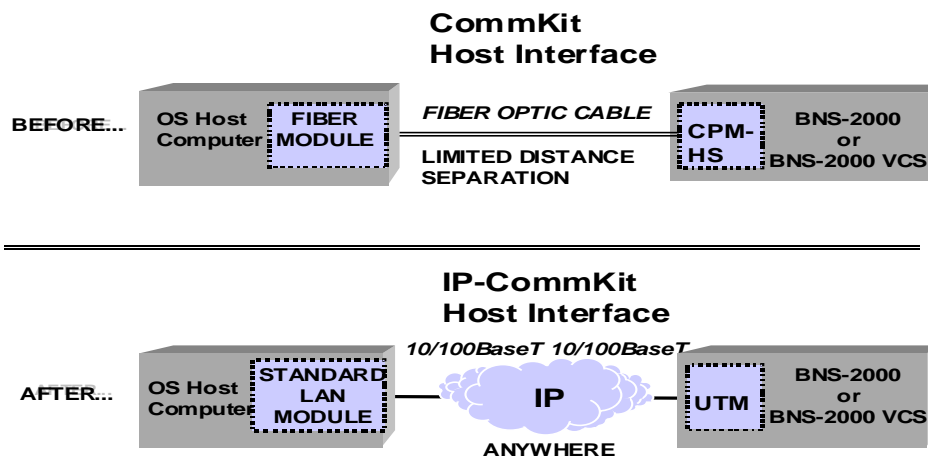 CommKit
Host Interface
BEFORE...
OS Host
Computer
FIBER
MODULE
FIBER OPTIC CABLE
LIMITED DISTANCE
SEPARATION
CPM-
HS
BNS-2000
or
BNS-2000 VCS
IP-CommKit
Host Interface
AFTER...
OS Host
Computer
STANDARD
LAN
MODULE
10/100BaseT 10/100BaseT
IP
ANYWHERE
UTM
BNS-2000
or
BNS-2000 VCS